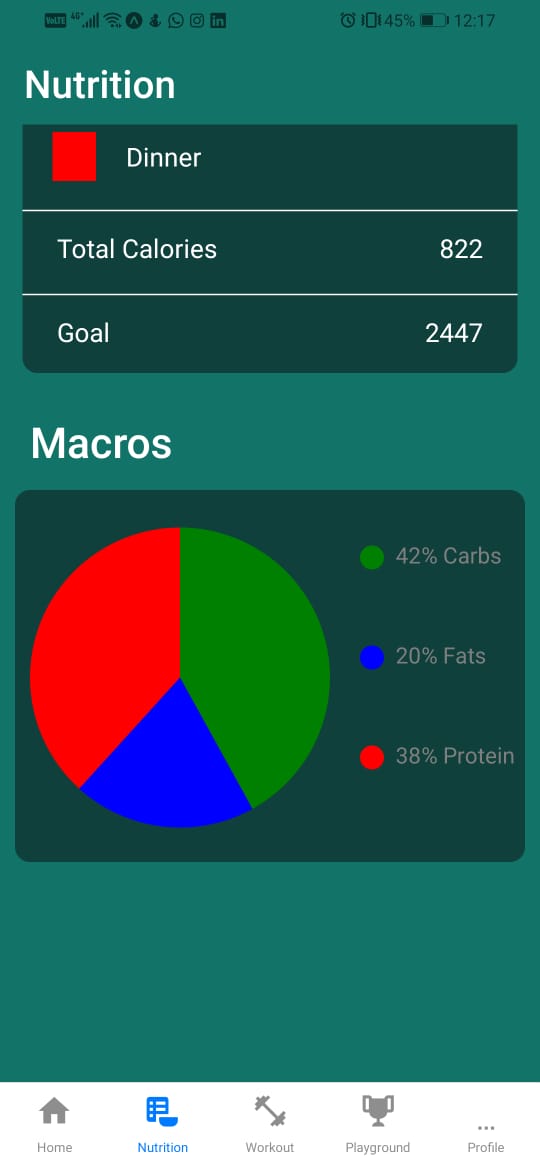 VoLTE 4G+ 45% 12:17
Nutrition
Dinner
Total Calories 822
Goal 2447
Macros
42% Carbs
20% Fats
38% Protein
Home Nutrition Workout Playground Profile